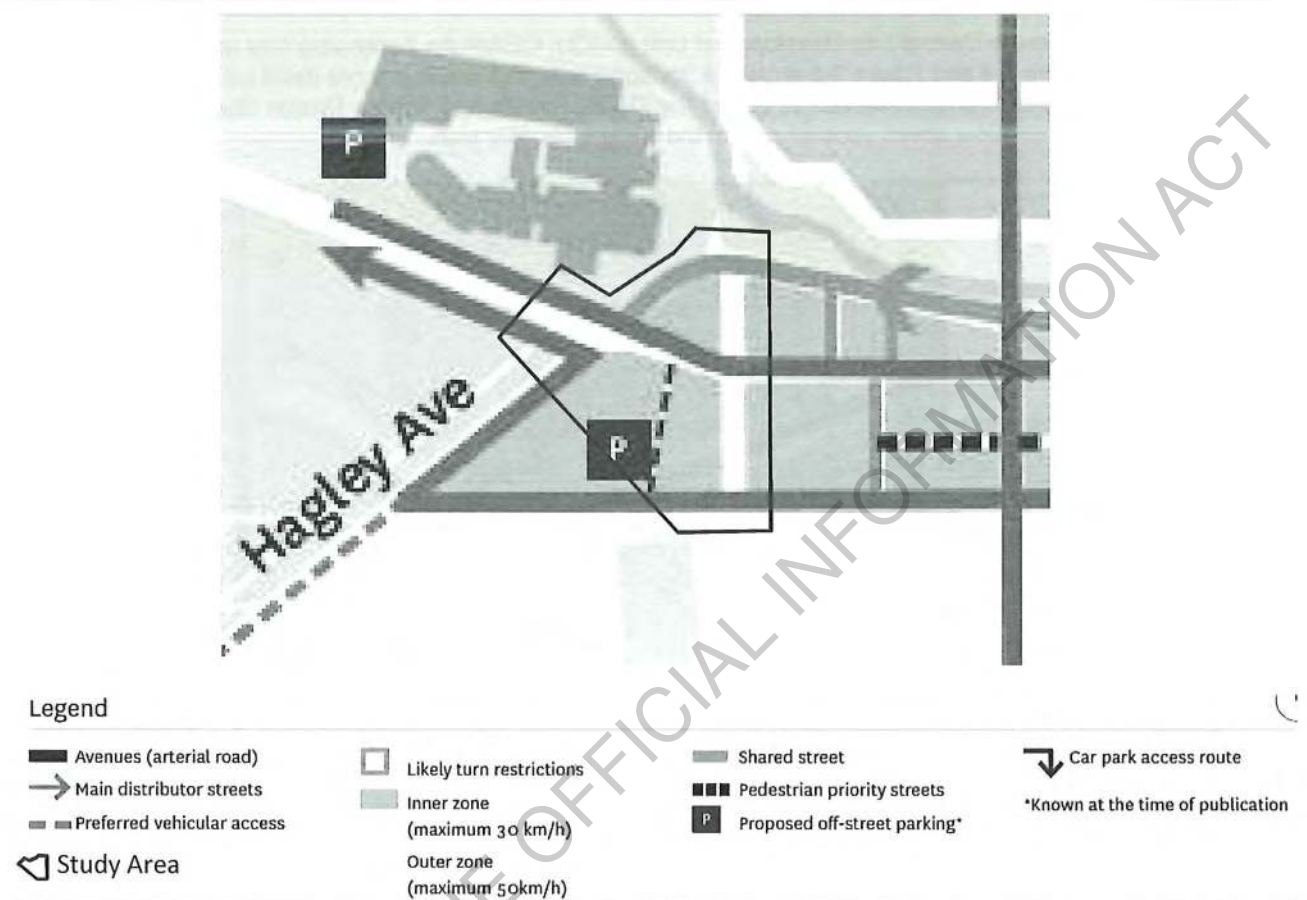 P
Hagley Ave
P
THE OFFICIAL INFORMATION ACT
Legend
Avenues (arterial road)
Main distributor streets
Preferred vehicular access
Study Area
Likely turn restrictions
Inner zone
(maximum 30 km/h)
Outer zone
(maximum 50km/h)
Shared street
Pedestrian priority streets
P Proposed off-street parking*
Car park access route
*Known at the time of publication